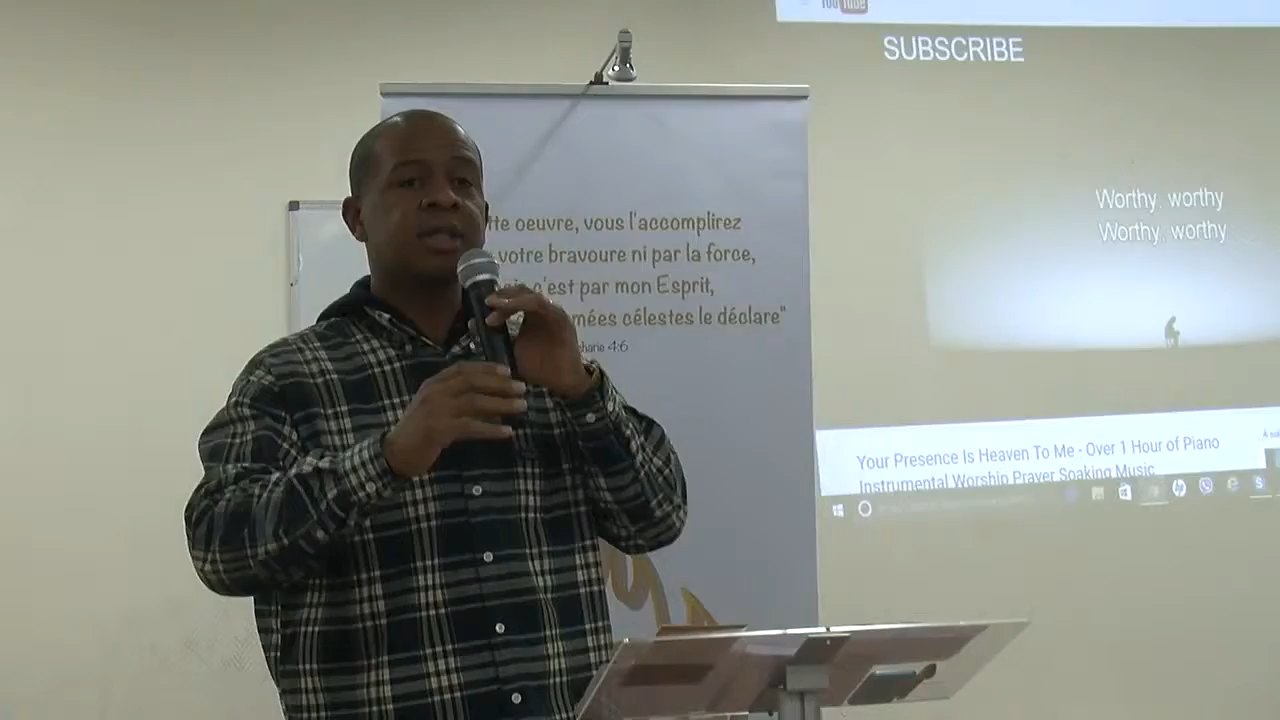 YouTube
SUBSCRIBE
Worthy, worthy
Worthy, worthy
oeuvre, vous l'accomplirez
votre bravoure ni par la force,
c'est par mon Esprit,
mées célestes le déclare"
4:6
Your Presence Is Heaven To Me - Over 1 Hour of Piano
Instrumental Worship Prayer Soaking Music